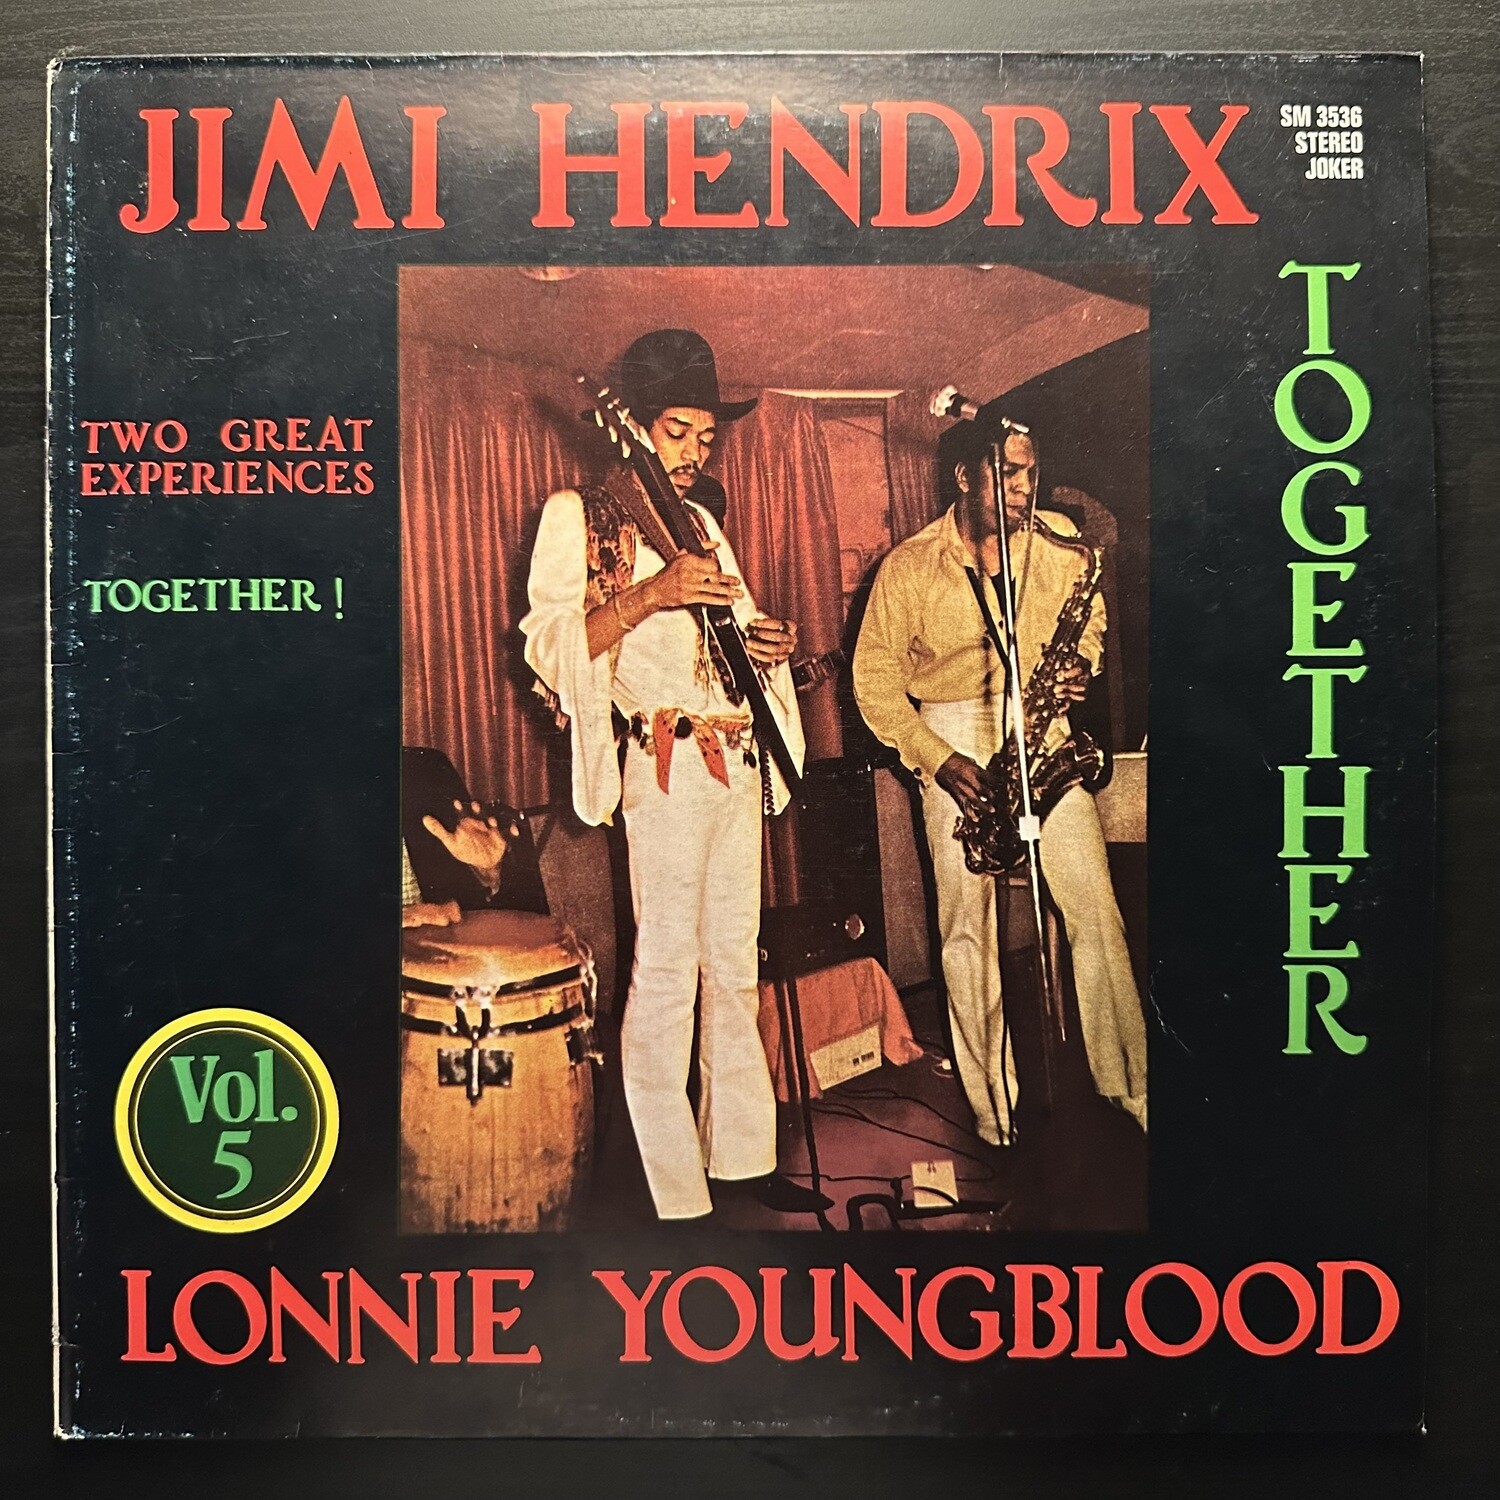 JIMI HENDRIX
SM 3536
STEREO
JOKER
TOGETHER
TWO GREAT
EXPERIENCES
TOGETHER !
Vol.
5
LONNIE YOUNGBLOOD